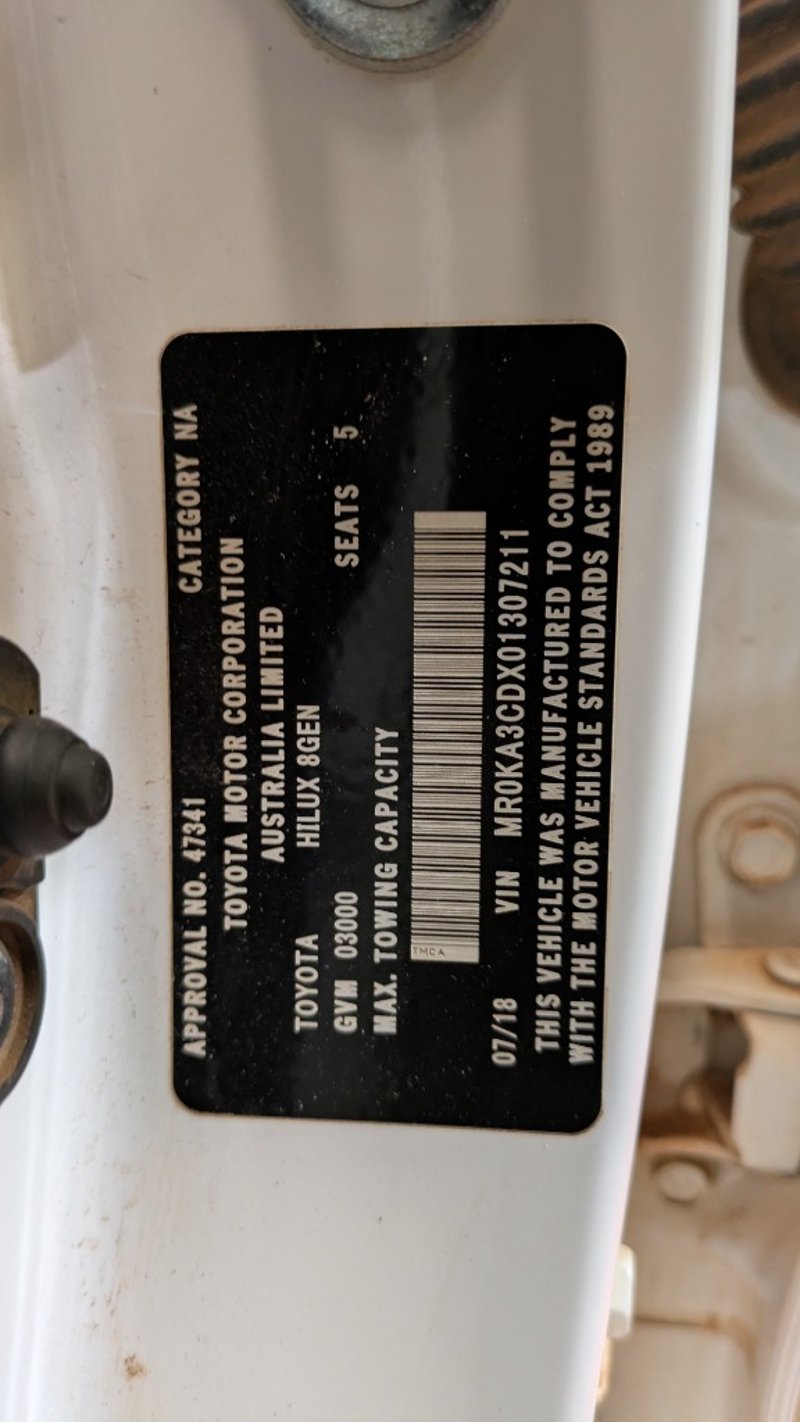 APPROVAL NO. 47341 CATEGORY NA
TOYOTA MOTOR CORPORATION
AUSTRALIA LIMITED
TOYOTA HILUX 8GEN
GVM 03000 SEATS 5
MAX. TOWING CAPACITY
TMCA
07/18 VIN MR0KA3CDX01307211
THIS VEHICLE WAS MANUFACTURED TO COMPLY
WITH THE MOTOR VEHICLE STANDARDS ACT 1989